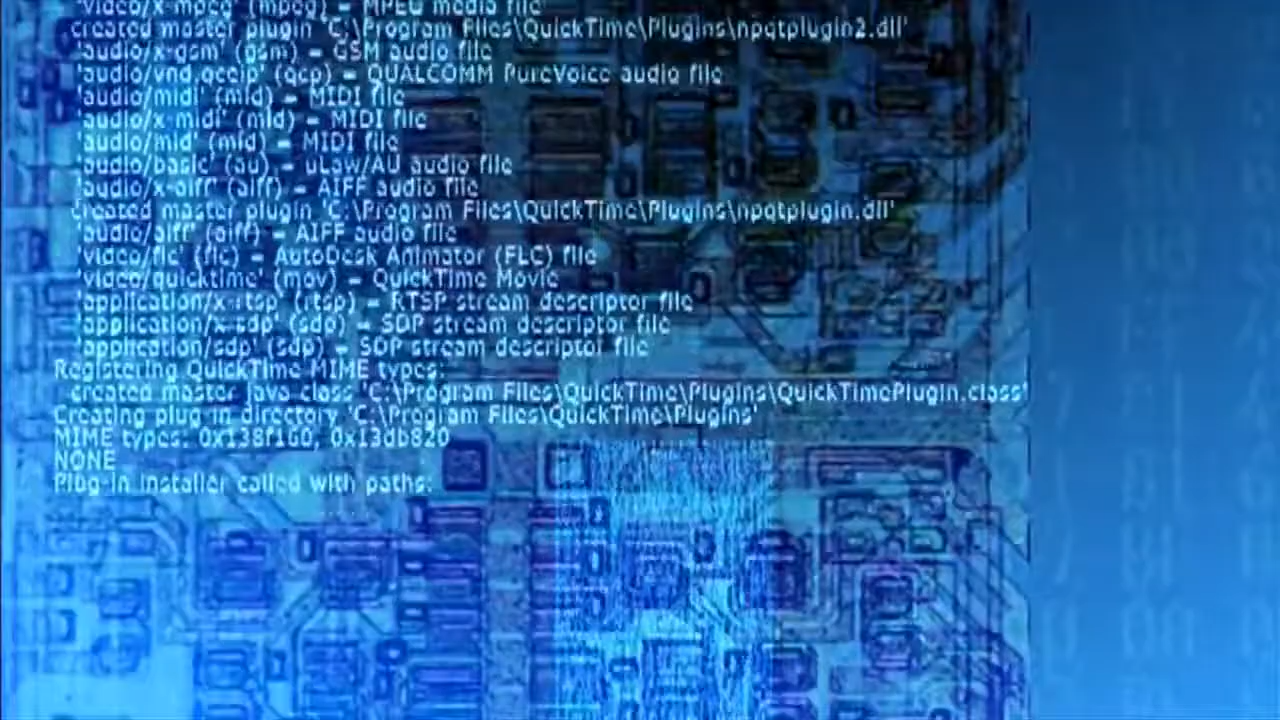 'video/x-mpeg' (mpeg) = MPEG media file'
created master plugin 'C:\Program Files\QuickTime\Plugins\npqtplugin2.dll'
'audio/x-gsm' (gsm) = GSM audio file
'audio/vnd.qcelp' (qcp) = QUALCOMM PureVoice audio file
'audio/midi' (mid) = MIDI file
'audio/x-midi' (mid) = MIDI file
'audio/mid' (mid) = MIDI file
'audio/basic' (au) = uLaw/AU audio file
'audio/x-aiff' (aiff) = AIFF audio file
created master plugin 'C:\Program Files\QuickTime\Plugins\npqtplugin.dll'
'audio/aiff' (aiff) = AIFF audio file
'video/flc' (flc) = AutoDesk Animator (FLC) file
'video/quicktime' (mov) = QuickTime Movie
'application/x-rtsp' (rtsp) = RTSP stream descriptor file
'application/x-sdp' (sdp) = SDP stream descriptor file
'application/sdp' (sdp) = SDP stream descriptor file
Registering QuickTime MIME types:
created master java class 'C:\Program Files\QuickTime\Plugins\QuickTimePlugin.class'
Creating plug-in directory 'C:\Program Files\QuickTime\Plugins'
MIME types: 0x138f160, 0x13db820
NONE
Plug-in installer called with paths: